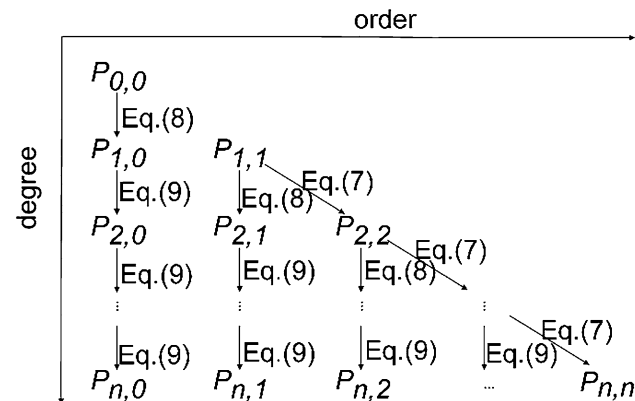 order
degree
P0,0
Eq.(8)
P1,0 P1,1
Eq.(9) Eq.(8) Eq.(7)
P2,0 P2,1 P2,2
Eq.(9) Eq.(9) Eq.(8) Eq.(7)
... ... ... ...
Eq.(9) Eq.(9) Eq.(9) Eq.(9) Eq.(7)
Pn,0 Pn,1 Pn,2 ... Pn,n